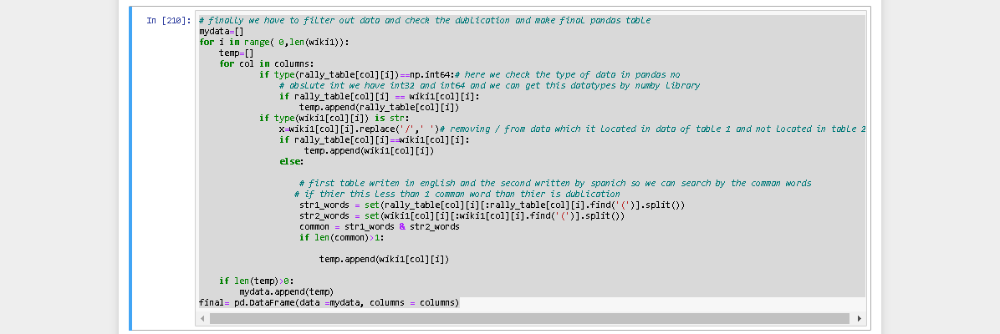 In [210]: # finally we have to filter out data and check the dublication and make final pandas table
mydata=[]
for i in range( 0,len(wiki1)):
    temp=[]
    for col in columns:
            if type(rally_table[col][i])==np.int64:# here we check the type of data in pandas no
                # abslute int we have int32 and int64 and we can get this datatypes by numby library
                if rally_table[col][i] == wiki1[col][i]:
                    temp.append(rally_table[col][i])
            if type(wiki1[col][i]) is str:
                x=wiki1[col][i].replace('/',' ')# removing / from data which it located in data of table 1 and not located in table 2
                if rally_table[col][i]==wiki1[col][i]:
                     temp.append(wiki1[col][i])
                else:
                    # first table writen in english and the second written by spanich so we can search by the comman words
                   # if thier this less than 1 comman word than thier is dublication
                    str1_words = set(rally_table[col][i][:rally_table[col][i].find('(')].split())
                    str2_words = set(wiki1[col][i][:wiki1[col][i].find('(')].split())
                    common = str1_words & str2_words
                    if len(common)>1:
                        temp.append(wiki1[col][i])
    if len(temp)>0:
        mydata.append(temp)
final= pd.DataFrame(data =mydata, columns = columns)